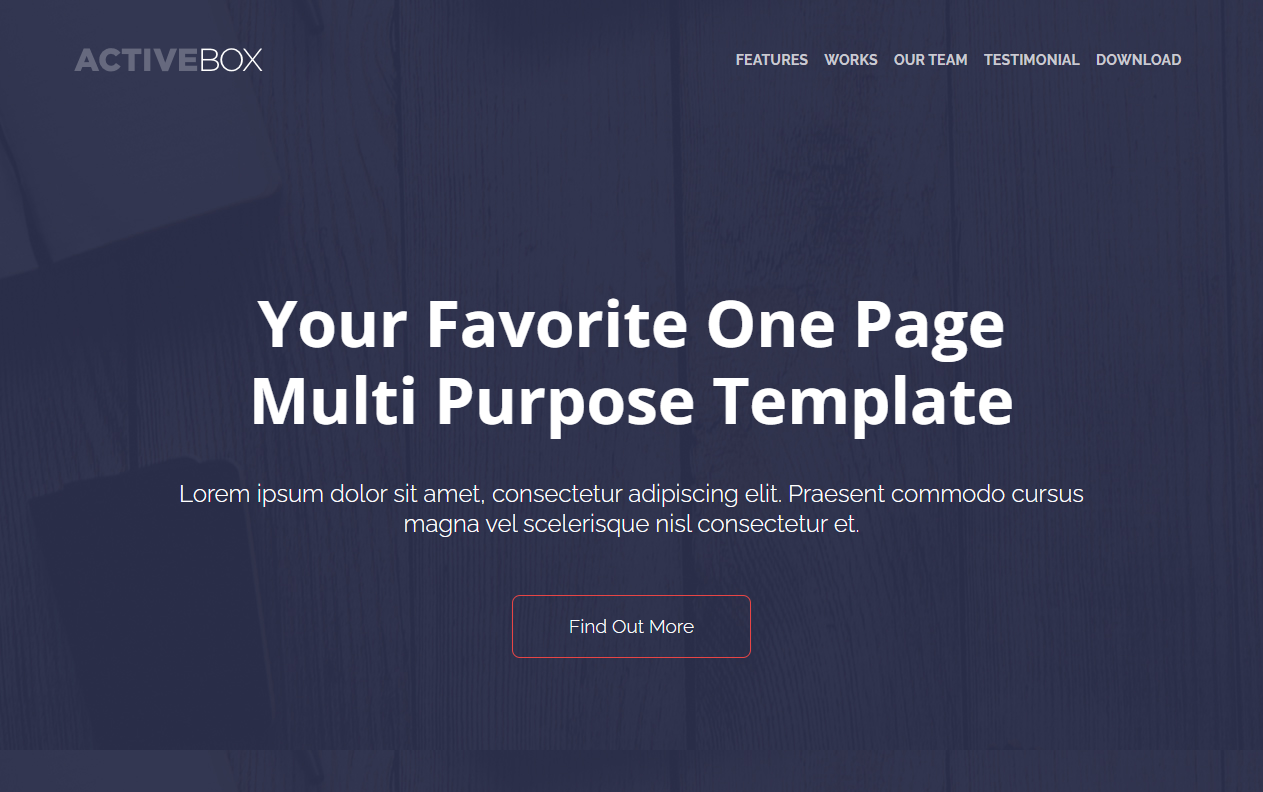 ACTIVEBOX
FEATURES WORKS OUR TEAM TESTIMONIAL DOWNLOAD
Your Favorite One Page
Multi Purpose Template
Lorem ipsum dolor sit amet, consectetur adipiscing elit. Praesent commodo cursus
magna vel scelerisque nisl consectetur et.
Find Out More